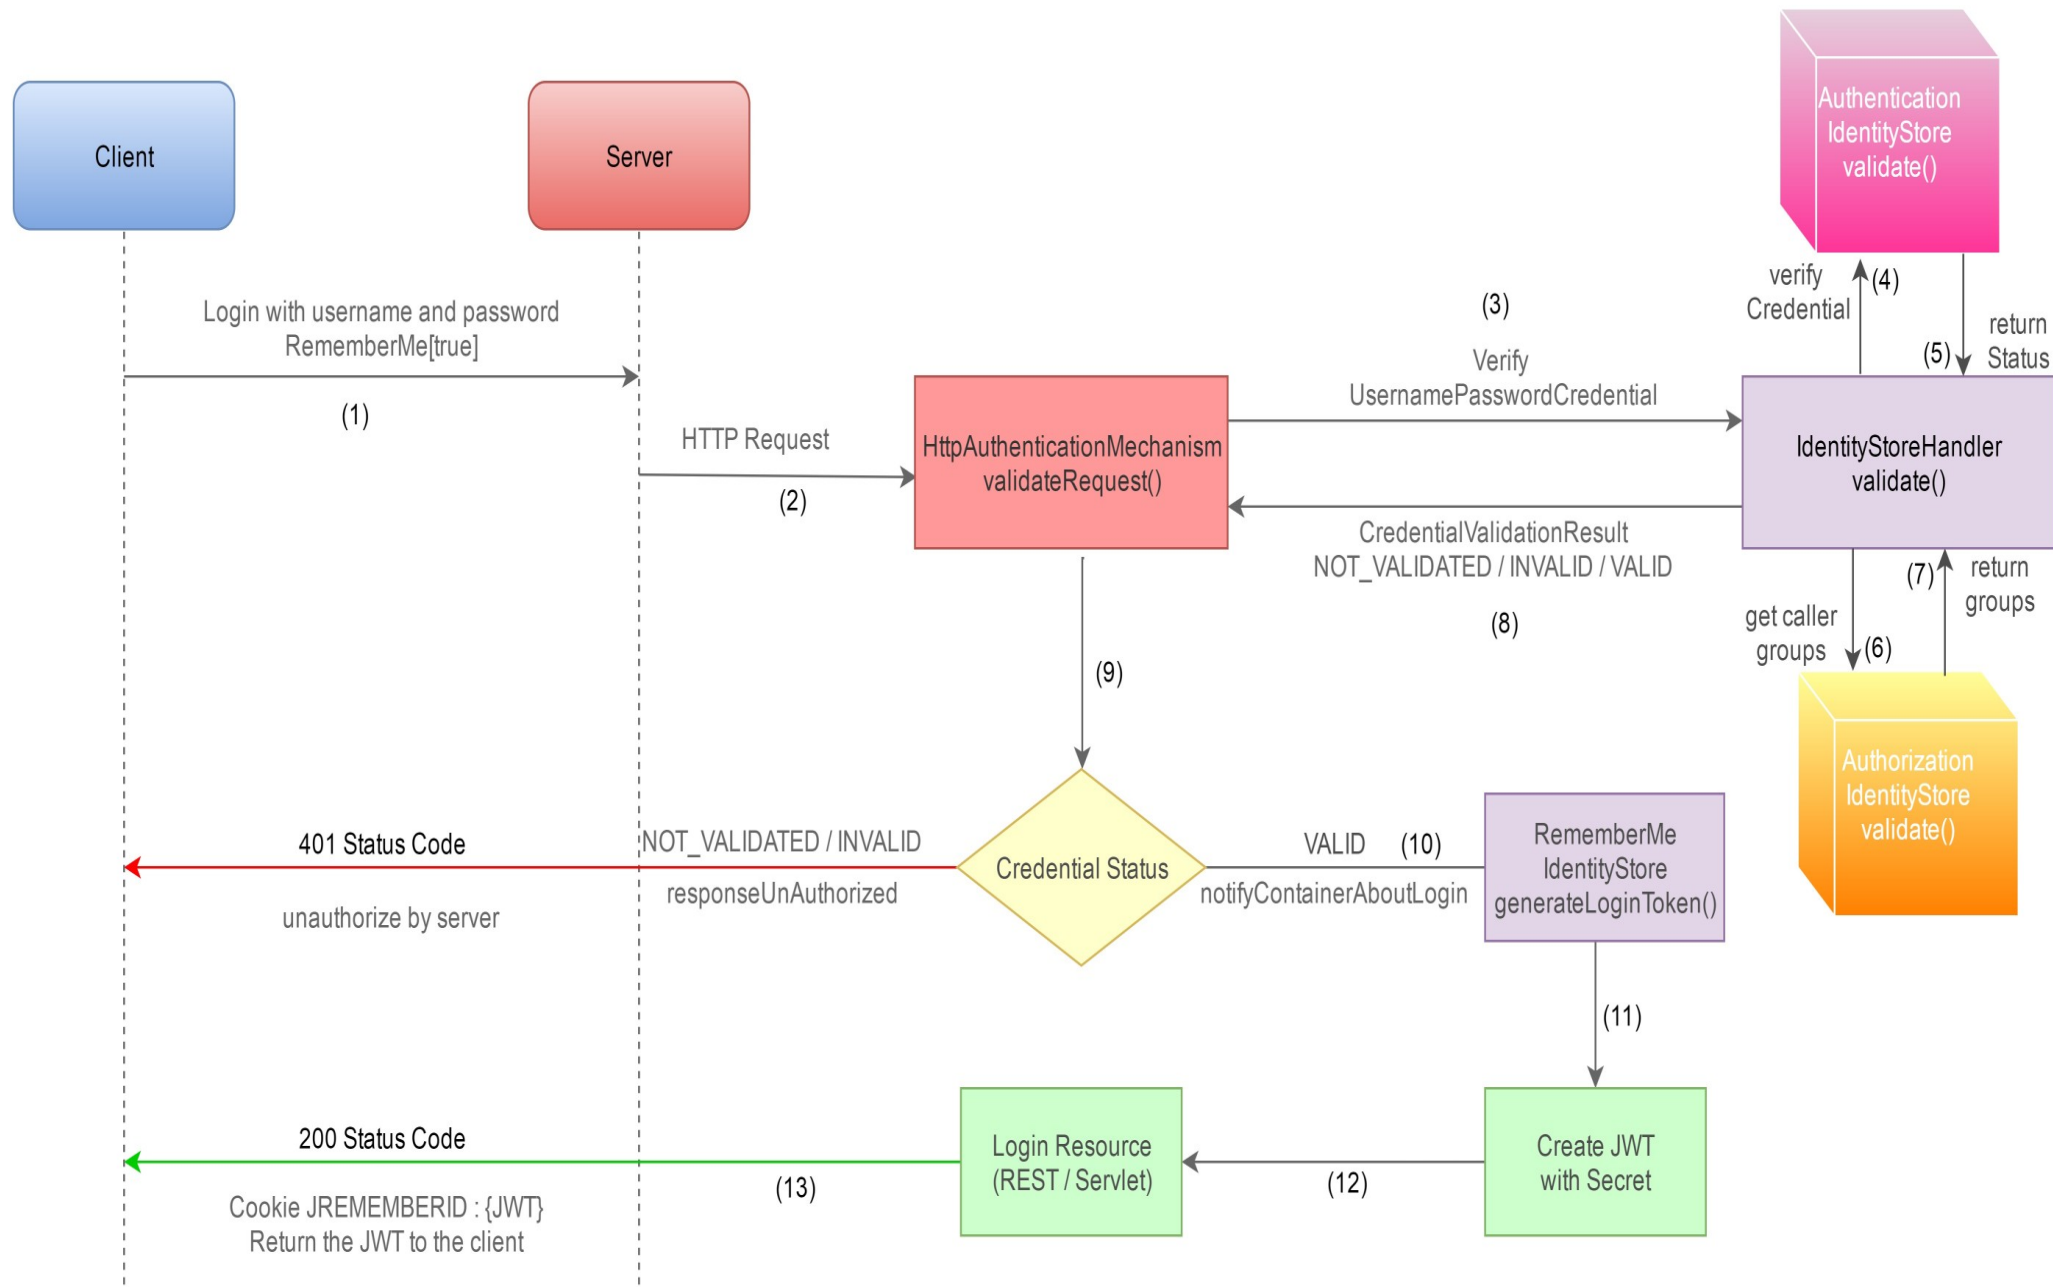 Client
Server
Authentication
IdentityStore
validate()
Login with username and password
RememberMe[true]
(1)
HTTP Request
(2)
HttpAuthenticationMechanism
validateRequest()
(3)
Verify
UsernamePasswordCredential
verify
Credential
(4)
(5)
return
Status
IdentityStoreHandler
validate()
CredentialValidationResult
NOT_VALIDATED / INVALID / VALID
(8)
get caller
groups
(6)
(7)
return
groups
Authorization
IdentityStore
validate()
(9)
Credential Status
401 Status Code
NOT_VALIDATED / INVALID
unauthorize by server
responseUnAuthorized
VALID
(10)
notifyContainerAboutLogin
RememberMe
IdentityStore
generateLoginToken()
(11)
Create JWT
with Secret
(12)
Login Resource
(REST / Servlet)
200 Status Code
(13)
Cookie JREMEMBERID : {JWT}
Return the JWT to the client